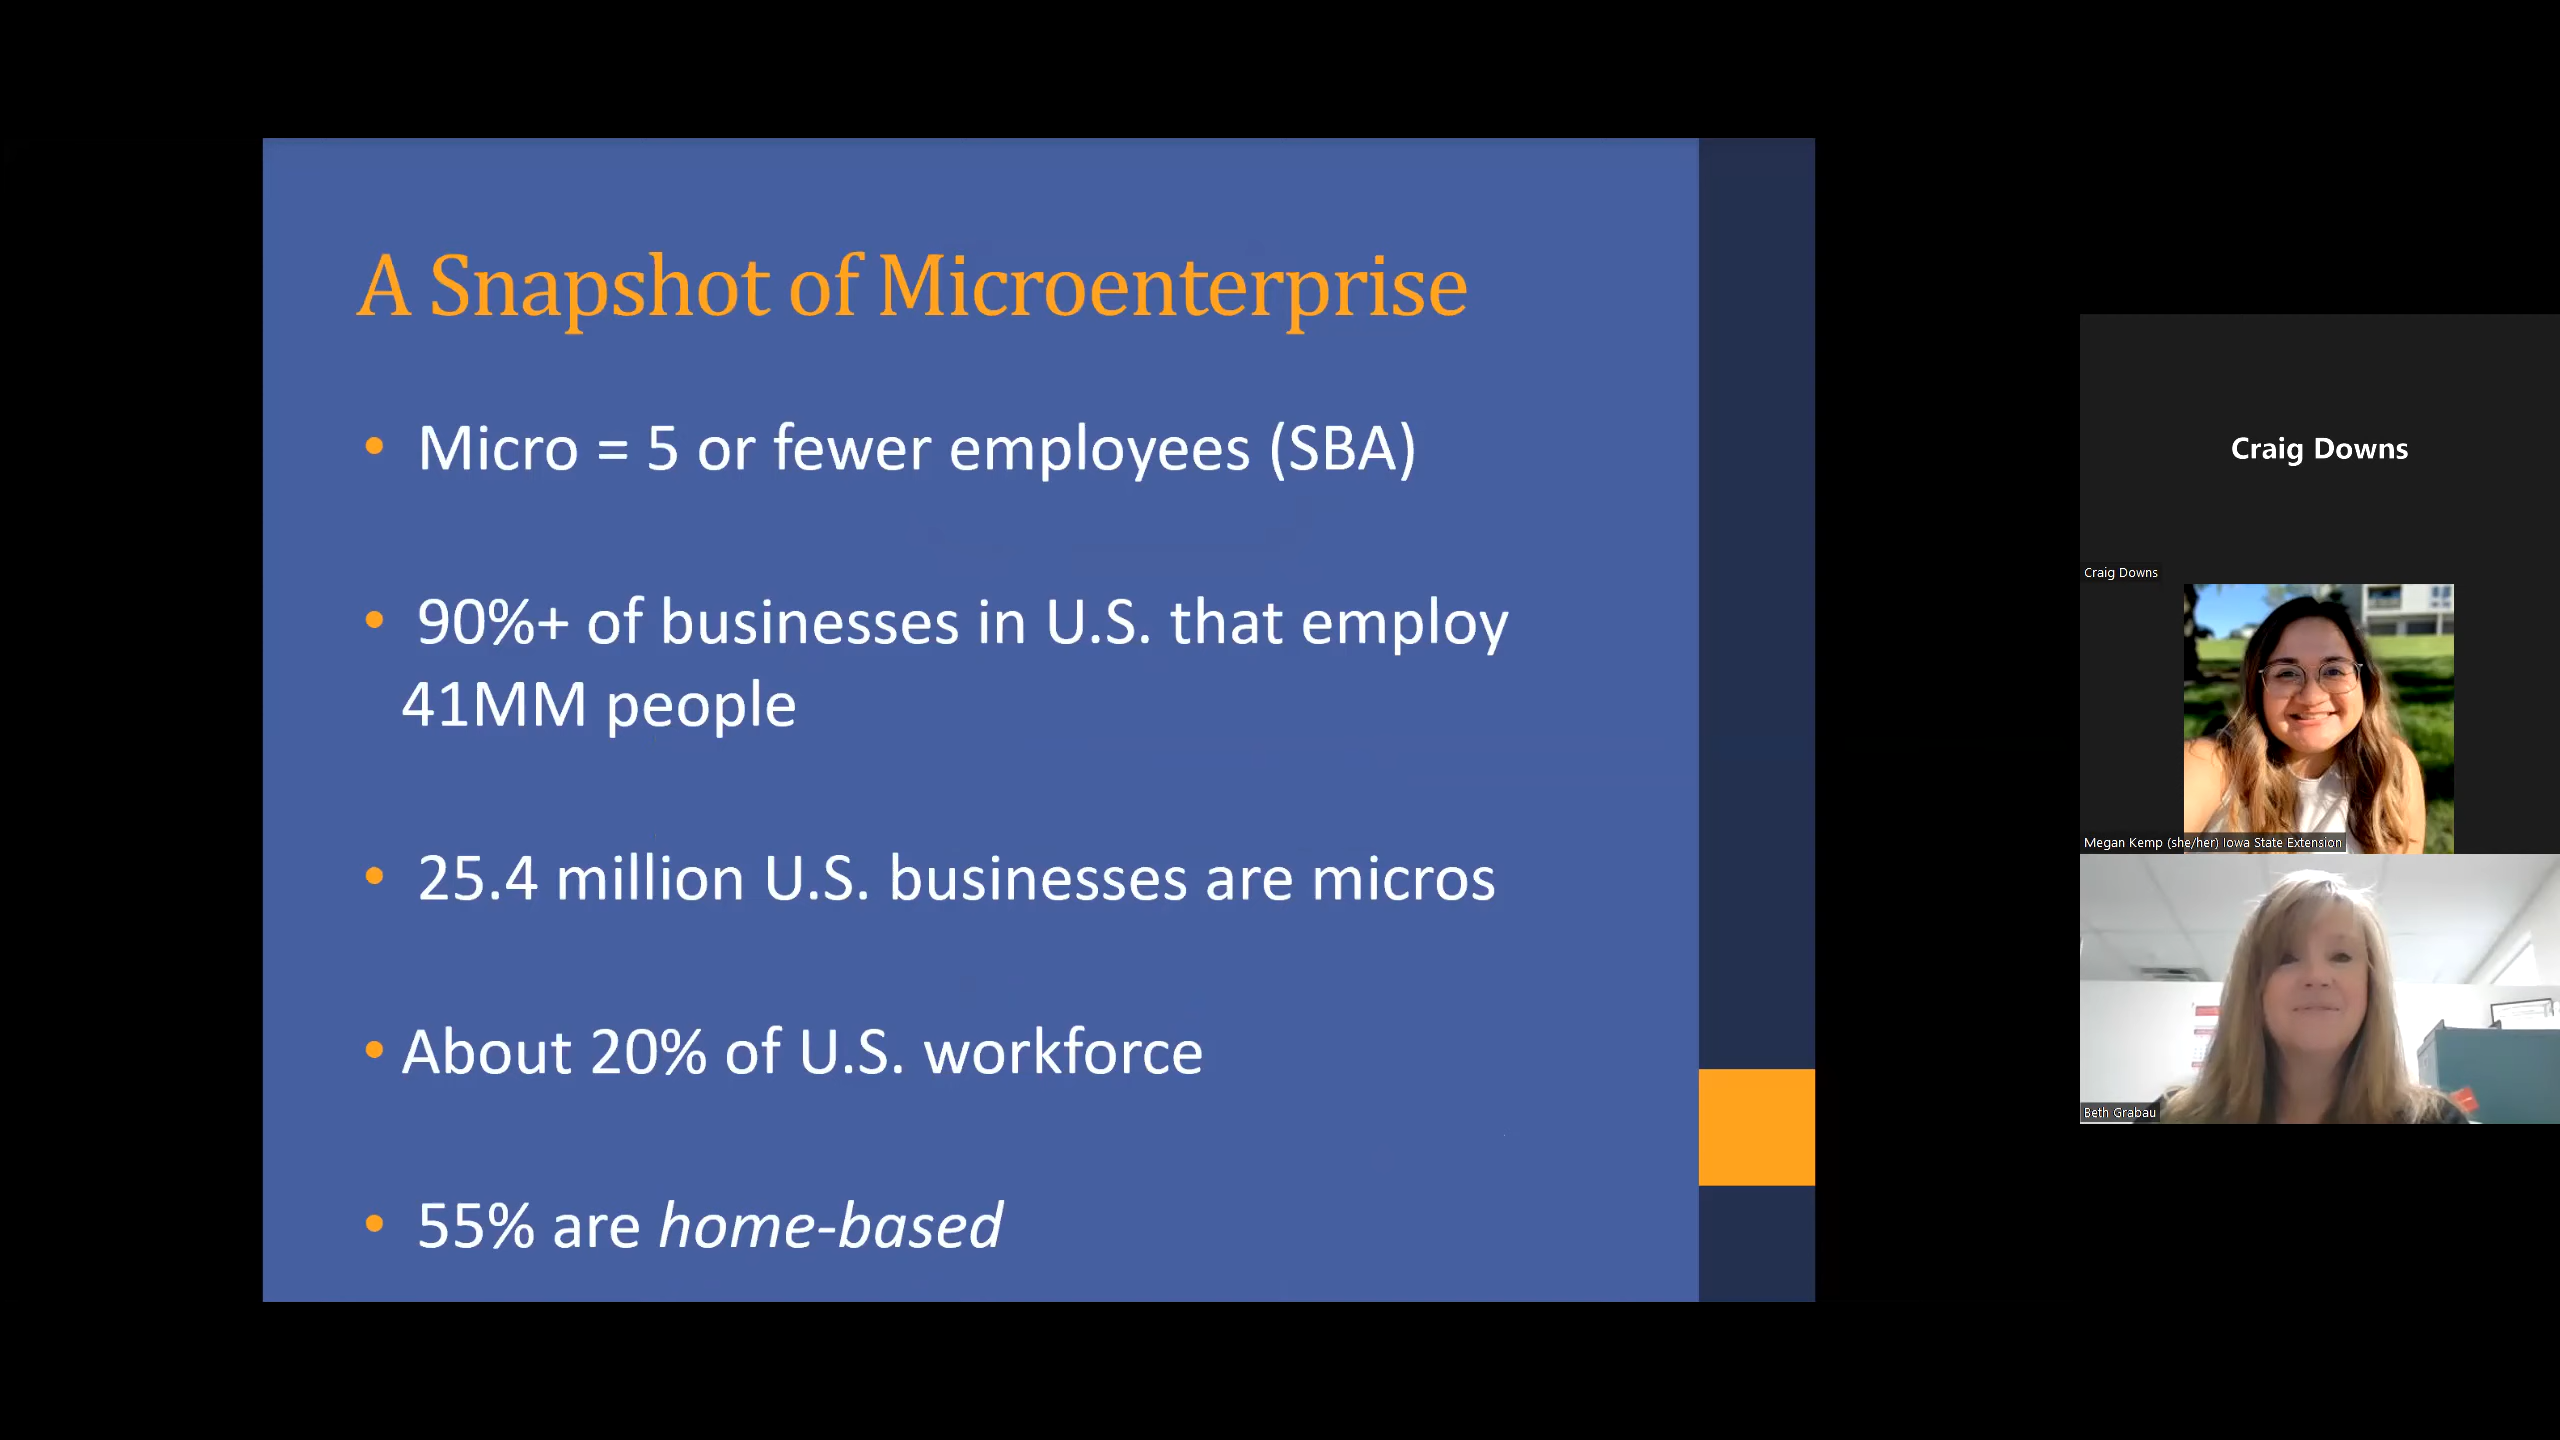 A Snapshot of Microenterprise
• Micro = 5 or fewer employees (SBA)
• 90%+ of businesses in U.S. that employ
41MM people
• 25.4 million U.S. businesses are micros
• About 20% of U.S. workforce
• 55% are home-based
Craig Downs
Craig Downs
Megan Kemp (she/her) Iowa State Extension
Beth Grabau